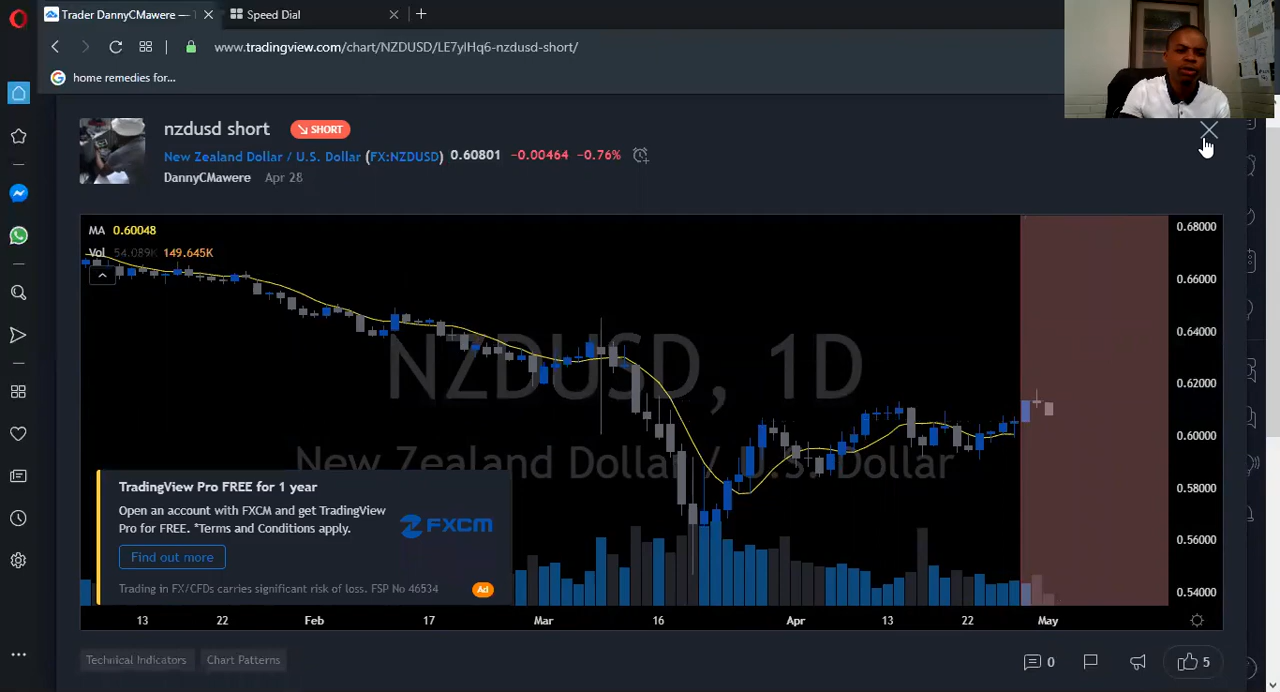 Trader DannyCMawere —
Speed Dial
www.tradingview.com/chart/NZDUSD/LE7ylHq6-nzdusd-short/
home remedies for...
nzdusd short
SHORT
New Zealand Dollar / U.S. Dollar (FX:NZDUSD) 0.60801 −0.00464 −0.76%
DannyCMawere Apr 28
MA 0.60048
Vol 54.089K 149.645K
NZDUSD, 1D
New Zealand Dollar / U.S. Dollar
0.68000
0.66000
0.64000
0.62000
0.60000
0.58000
0.56000
0.54000
TradingView Pro FREE for 1 year
Open an account with FXCM and get TradingView
Pro for FREE. *Terms and Conditions apply.
FXCM
Find out more
Trading in FX/CFDs carries significant risk of loss. FSP No 46534
Ad
13 22 Feb 17 Mar 16 Apr 13 22 May
Technical Indicators Chart Patterns
0
5